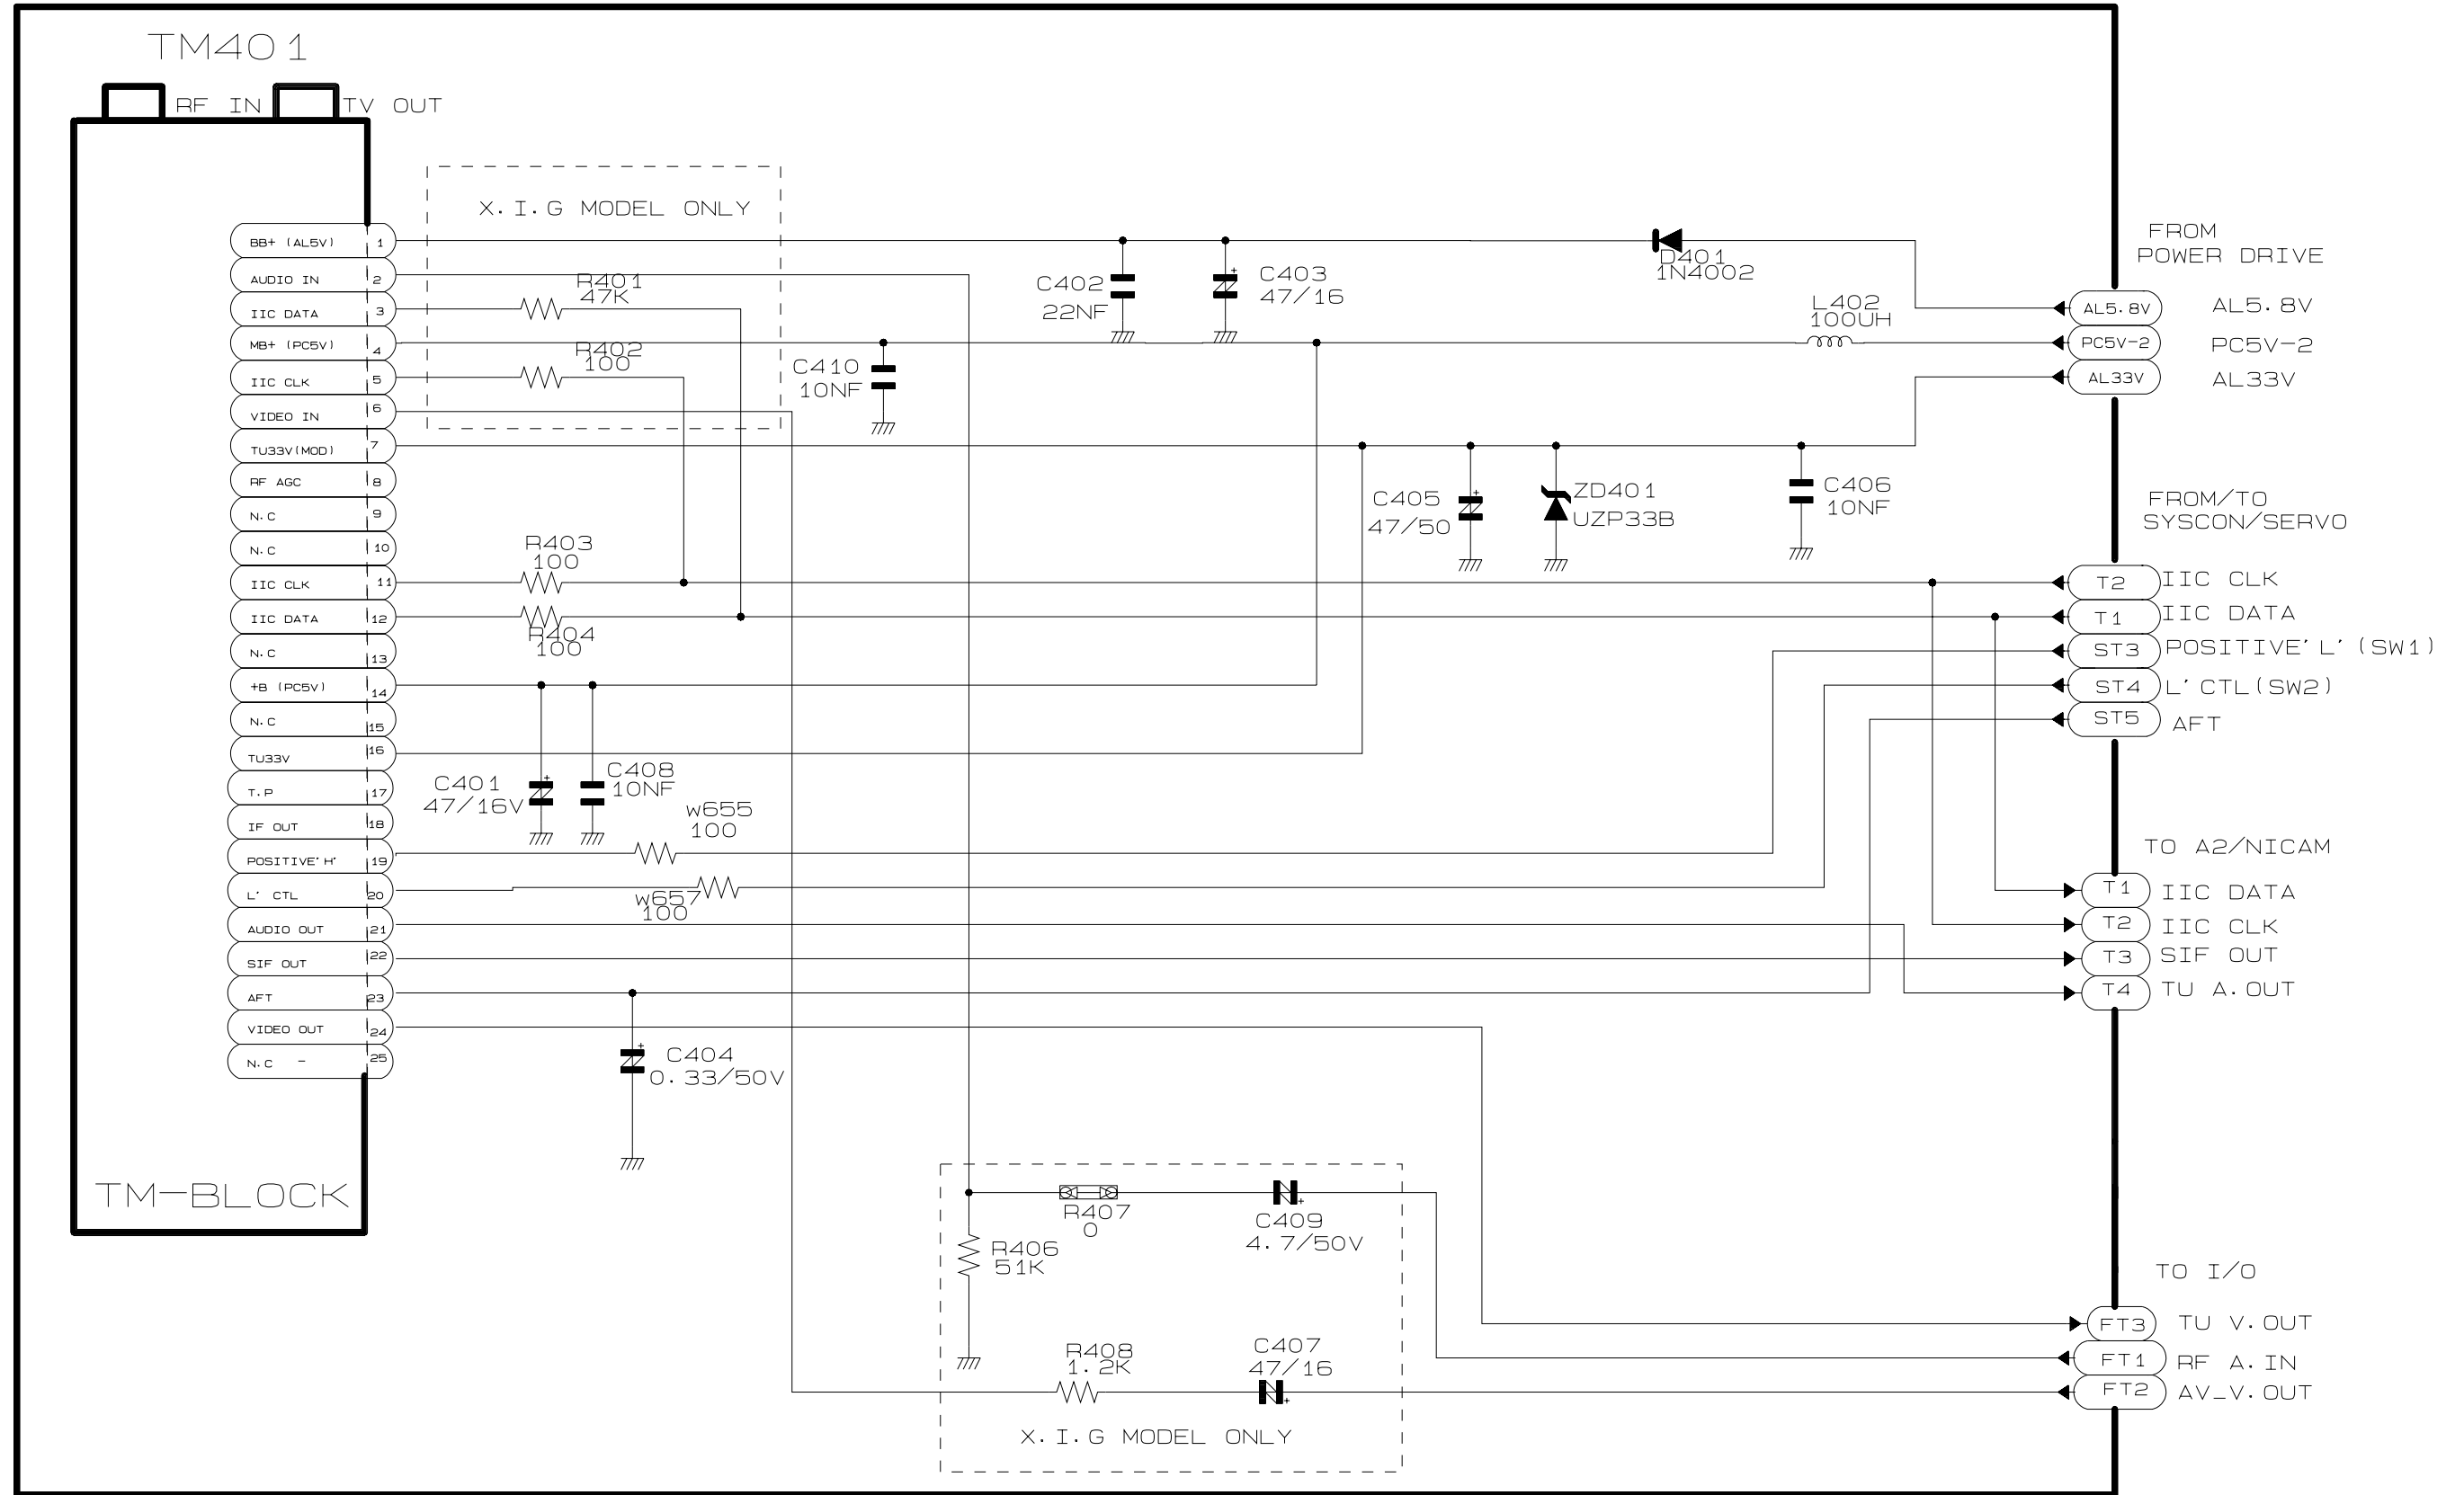 TM401
RF IN
TV OUT
X.I.G MODEL ONLY
BB+ (AL5V) 1
AUDIO IN 2
IIC DATA 3
MB+ (PC5V) 4
IIC CLK 5
VIDEO IN 6
TU33V(MOD) 7
RF AGC 8
N.C 9
N.C 10
IIC CLK 11
IIC DATA 12
N.C 13
+B (PC5V) 14
N.C 15
TU33V 16
T.P 17
IF OUT 18
POSITIVE'H' 19
L' CTL 20
AUDIO OUT 21
SIF OUT 22
AFT 23
VIDEO OUT 24
N.C - 25
TM-BLOCK
R401
47K
R402
100
R403
100
R404
100
C401
47/16V
+
C408
10NF
W655
100
W657
100
C404
0.33/50V
+
C410
10NF
C402
22NF
C403
47/16
+
D401
1N4002
L402
100UH
C405
47/50
+
ZD401
UZP33B
C406
10NF
R407
0
C409
4.7/50V
+
R406
51K
R408
1.2K
C407
47/16
+
X.I.G MODEL ONLY
FROM
POWER DRIVE
AL5.8V AL5.8V
PC5V-2 PC5V-2
AL33V AL33V
FROM/TO
SYSCON/SERVO
T2 IIC CLK
T1 IIC DATA
ST3 POSITIVE'L'(SW1)
ST4 L'CTL(SW2)
ST5 AFT
TO A2/NICAM
T1 IIC DATA
T2 IIC CLK
T3 SIF OUT
T4 TU A.OUT
TO I/O
FT3 TU V.OUT
FT1 RF A.IN
FT2 AV_V.OUT